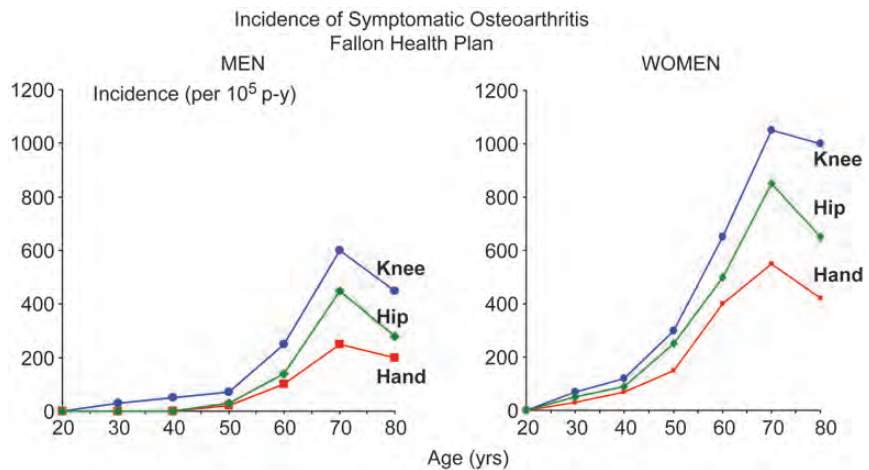 Incidence of Symptomatic Osteoarthritis
Fallon Health Plan
MEN
WOMEN
Incidence (per 10⁵ p-y)
1200
1000
800
600
400
200
0
20 30 40 50 60 70 80
Knee
Hip
Hand
1200
1000
800
600
400
200
0
20 30 40 50 60 70 80
Knee
Hip
Hand
Age (yrs)